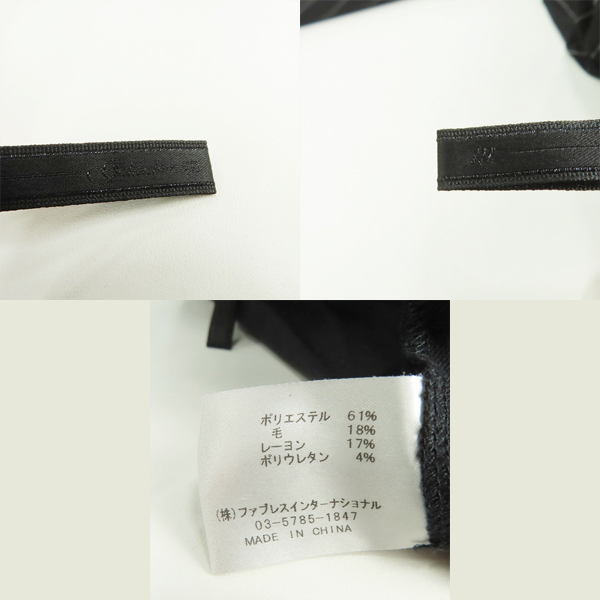 ポリエステル 61%
毛 18%
レーヨン 17%
ポリウレタン 4%
(株)ファブレスインターナショナル
03-5785-1847
MADE IN CHINA